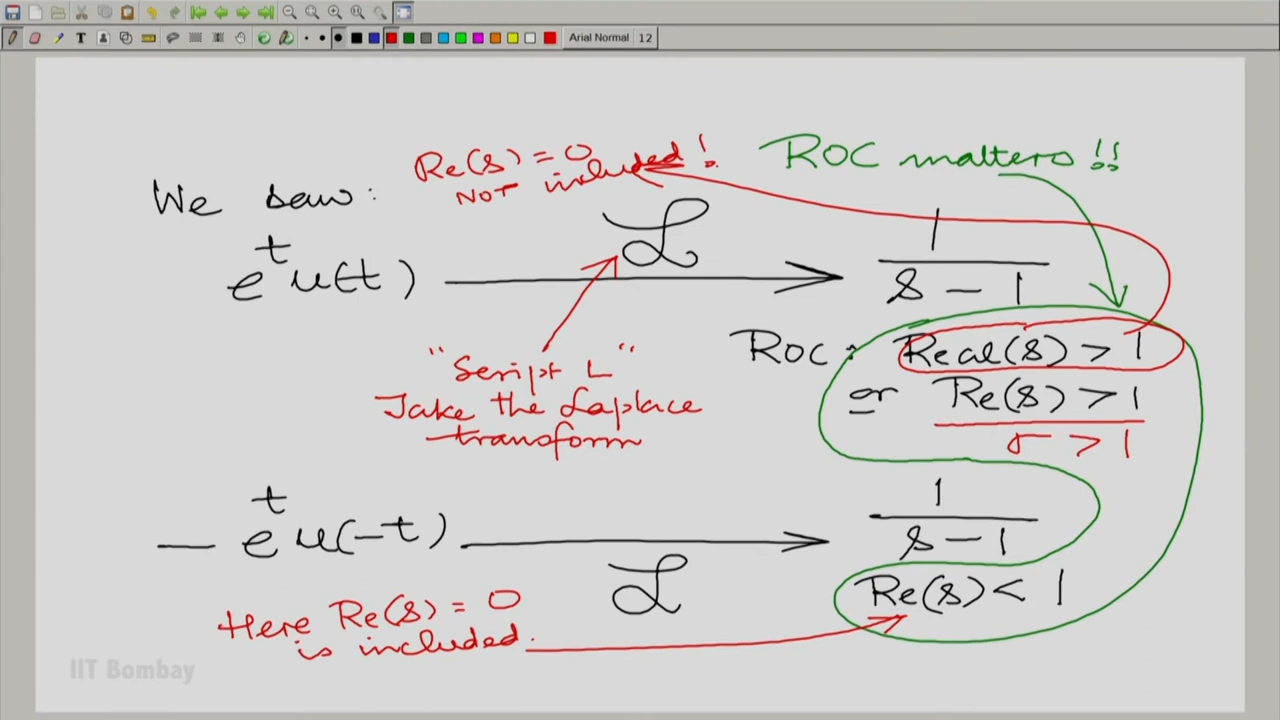 Arial Normal 12
Re(s) = 0
NOT included!
ROC matters!!
We saw:
e^t u(t) ℒ 1/(s-1)
ROC: Real(s) > 1
or Re(s) > 1
σ > 1
"Script L"
Take the Laplace
transform
- e^t u(-t) ℒ 1/(s-1)
Re(s) < 1
Here Re(s) = 0
is included.
IIT Bombay